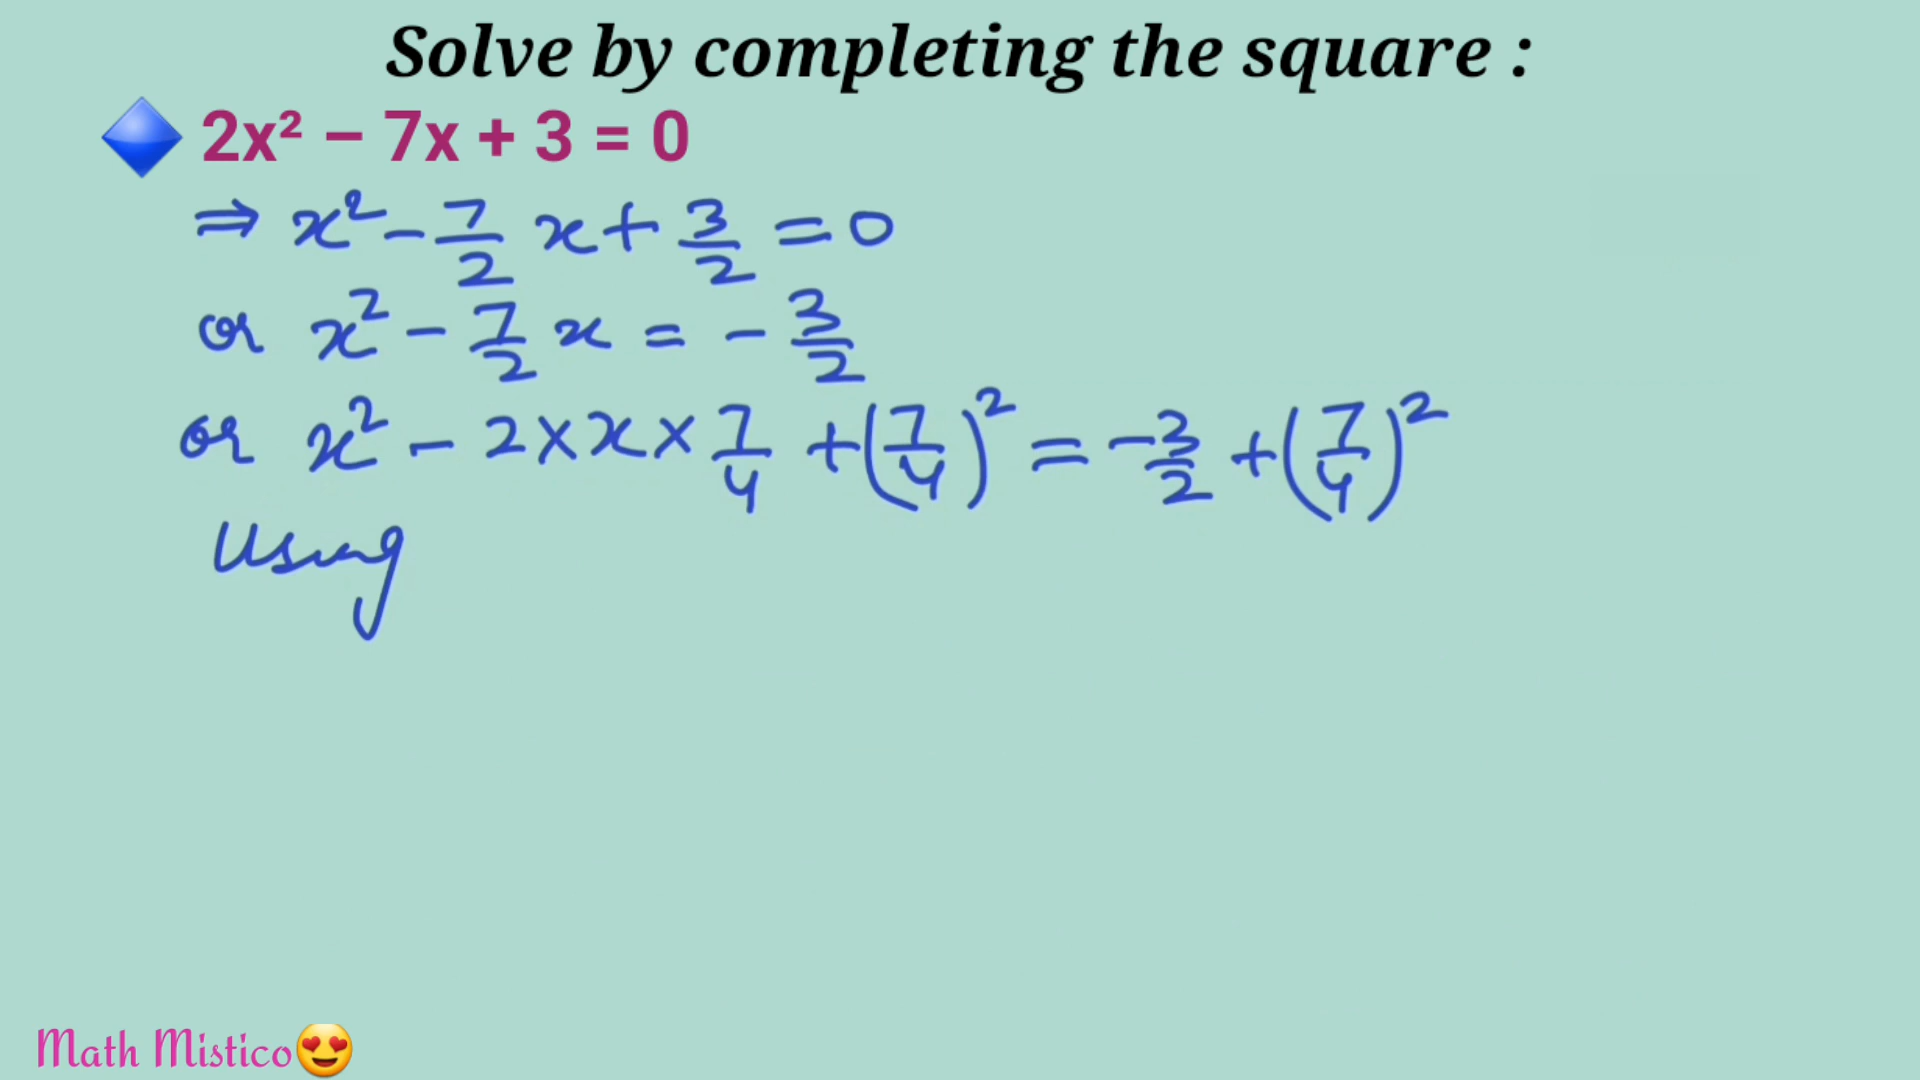 Solve by completing the square :
2x² – 7x + 3 = 0
⇒ x² - 7/2 x + 3/2 = 0
or x² - 7/2 x = - 3/2
or x² - 2 × x × 7/4 + (7/4)² = - 3/2 + (7/4)²
Using
Math Mistico😍